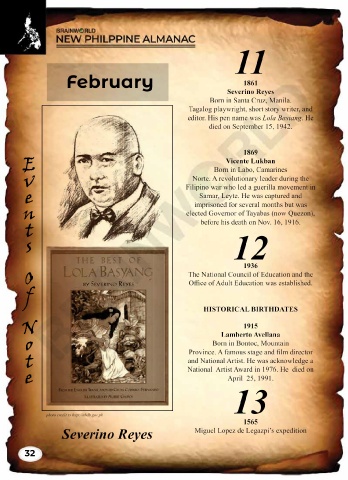 BRAINWORLD
NEW PHILPPINE ALMANAC
February
Events Of Note
THE BEST OF
LOLA BASYANG
BY SEVERINO REYES
Severino Reyes
11
1861
Severino Reyes
Born in Santa Cruz, Manila.
Tagalog playwright, short story writer, and
editor. His pen name was Lola Basyang. He
died on September 15, 1942.
1869
Vicente Lukban
Born in Labo, Camarines
Norte. A revolutionary leader during the
Filipino war who led a guerilla movement in
Samar, Leyte. He was captured and
imprisoned for several months but was
elected Governor of Tayabas (now Quezon),
before his death on Nov. 16, 1916.
12
1936
The National Council of Education and the
Office of Adult Education was established.
HISTORICAL BIRTHDATES
1915
Lamberto Avellana
Born in Bontoc, Mountain
Province. A famous stage and film director
and National Artist. He was acknowledge a
National Artist Award in 1976. He died on
April 25, 1991.
13
1565
Miguel Lopez de Legazpi's expedition
32